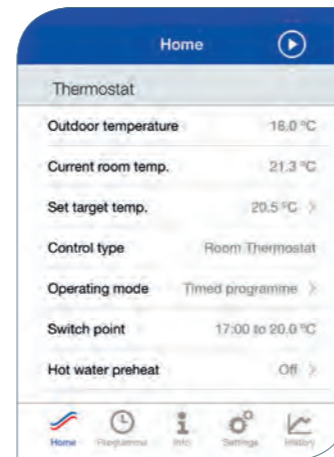 Home
Thermostat
Outdoor temperature 18.0 °C
Current room temp. 21.3 °C
Set target temp. 20.5 °C >
Control type Room Thermostat
Operating mode Timed programme >
Switch point 17:00 to 20.0 °C
Hot water preheat Off >
Home Programme Info Settings History